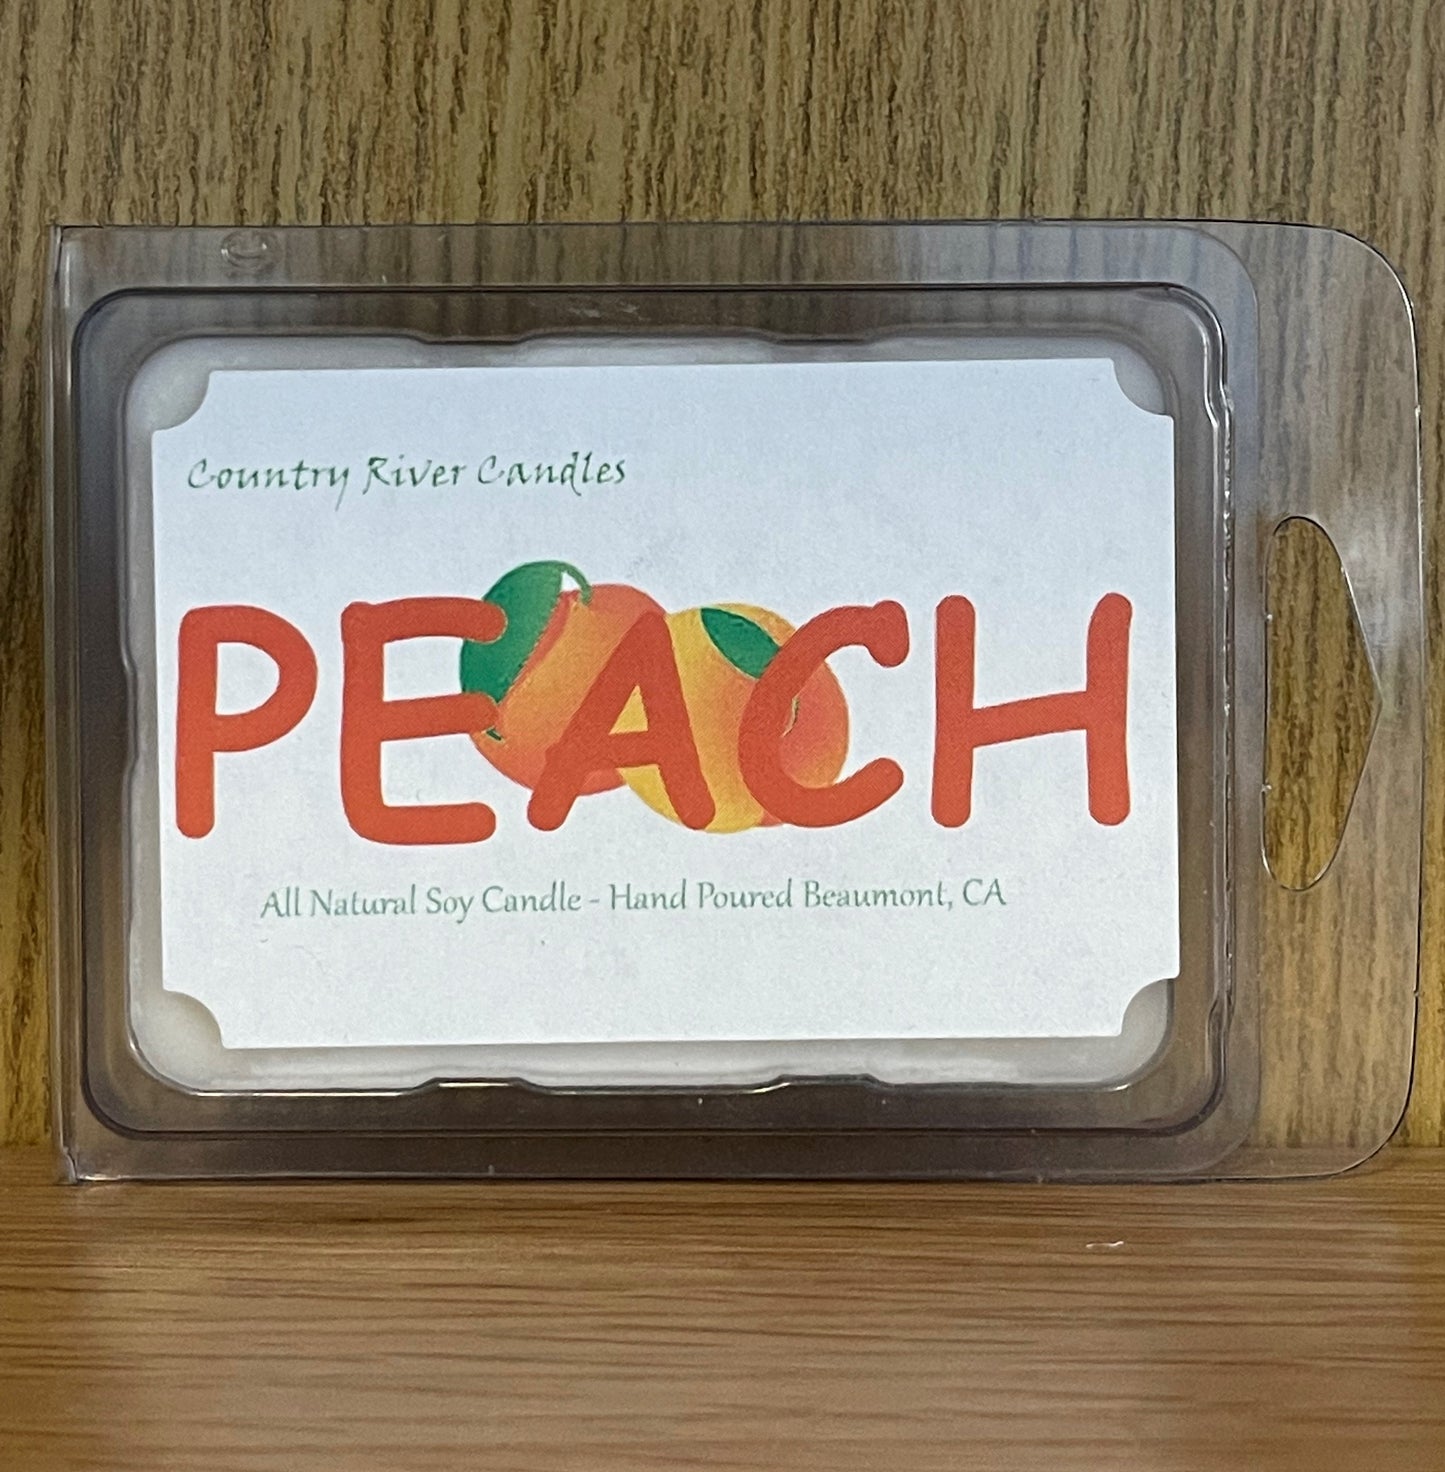 Country River Candles
PEACH
All Natural Soy Candle - Hand Poured Beaumont, CA